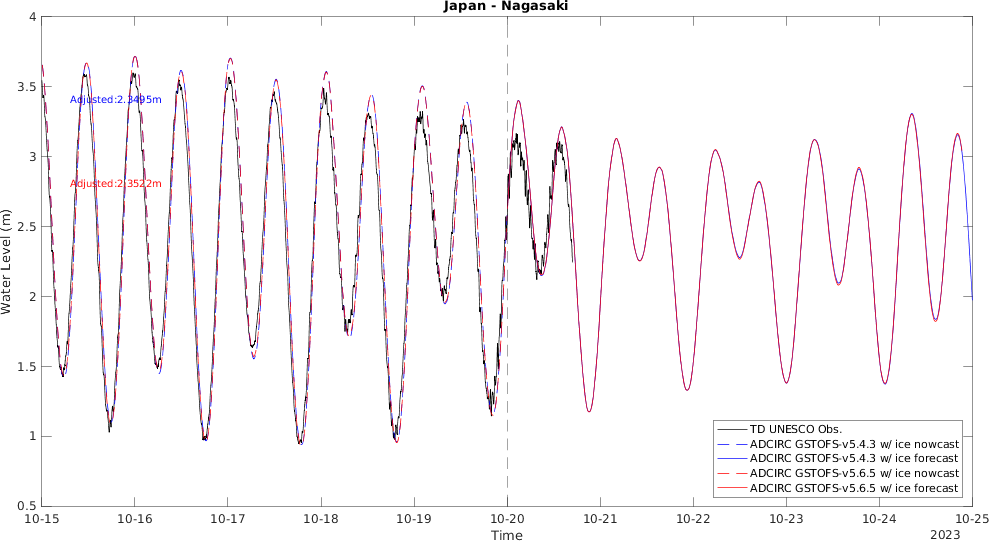 Japan - Nagasaki
Water Level (m)
4
3.5
3
2.5
2
1.5
1
0.5
Adjusted:2.3495m
Adjusted:2.3522m
TD UNESCO Obs.
ADCIRC GSTOFS-v5.4.3 w/ ice nowcast
ADCIRC GSTOFS-v5.4.3 w/ ice forecast
ADCIRC GSTOFS-v5.6.5 w/ ice nowcast
ADCIRC GSTOFS-v5.6.5 w/ ice forecast
10-15 10-16 10-17 10-18 10-19 10-20 10-21 10-22 10-23 10-24 10-25
Time
2023